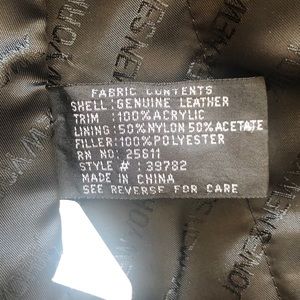 FABRIC CONTENTS
SHELL: GENUINE LEATHER
TRIM :100%ACRYLIC
LINING:50%NYLON 50%ACETATE
FILLER:100%POLYESTER
RN NO: 25611
STYLE # : 39782
MADE IN CHINA
SEE REVERSE FOR CARE